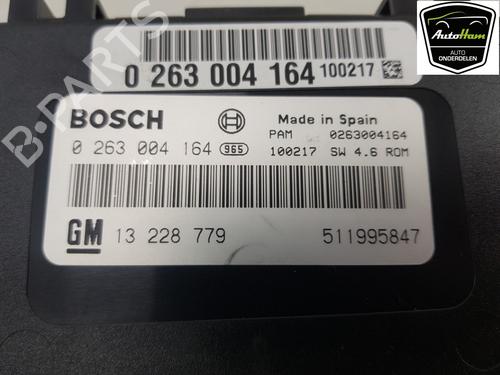 AutoHam
AUTO
ONDERDELEN
0 263 004 164 100217
BOSCH
Made in Spain
PAM 0263004164
0 263 004 164 965
100217 SW 4.6 ROM
GM 13 228 779 511995847
B-PARTS